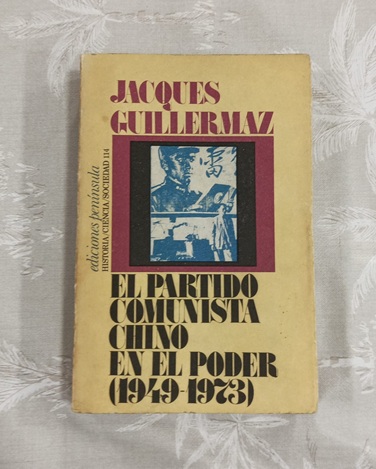 JACQUES
GUILLERMAZ
ediciones península
HISTORIA/CIENCIA/SOCIEDAD 114
EL PARTIDO
COMUNISTA
CHINO
EN EL PODER
(1949-1973)